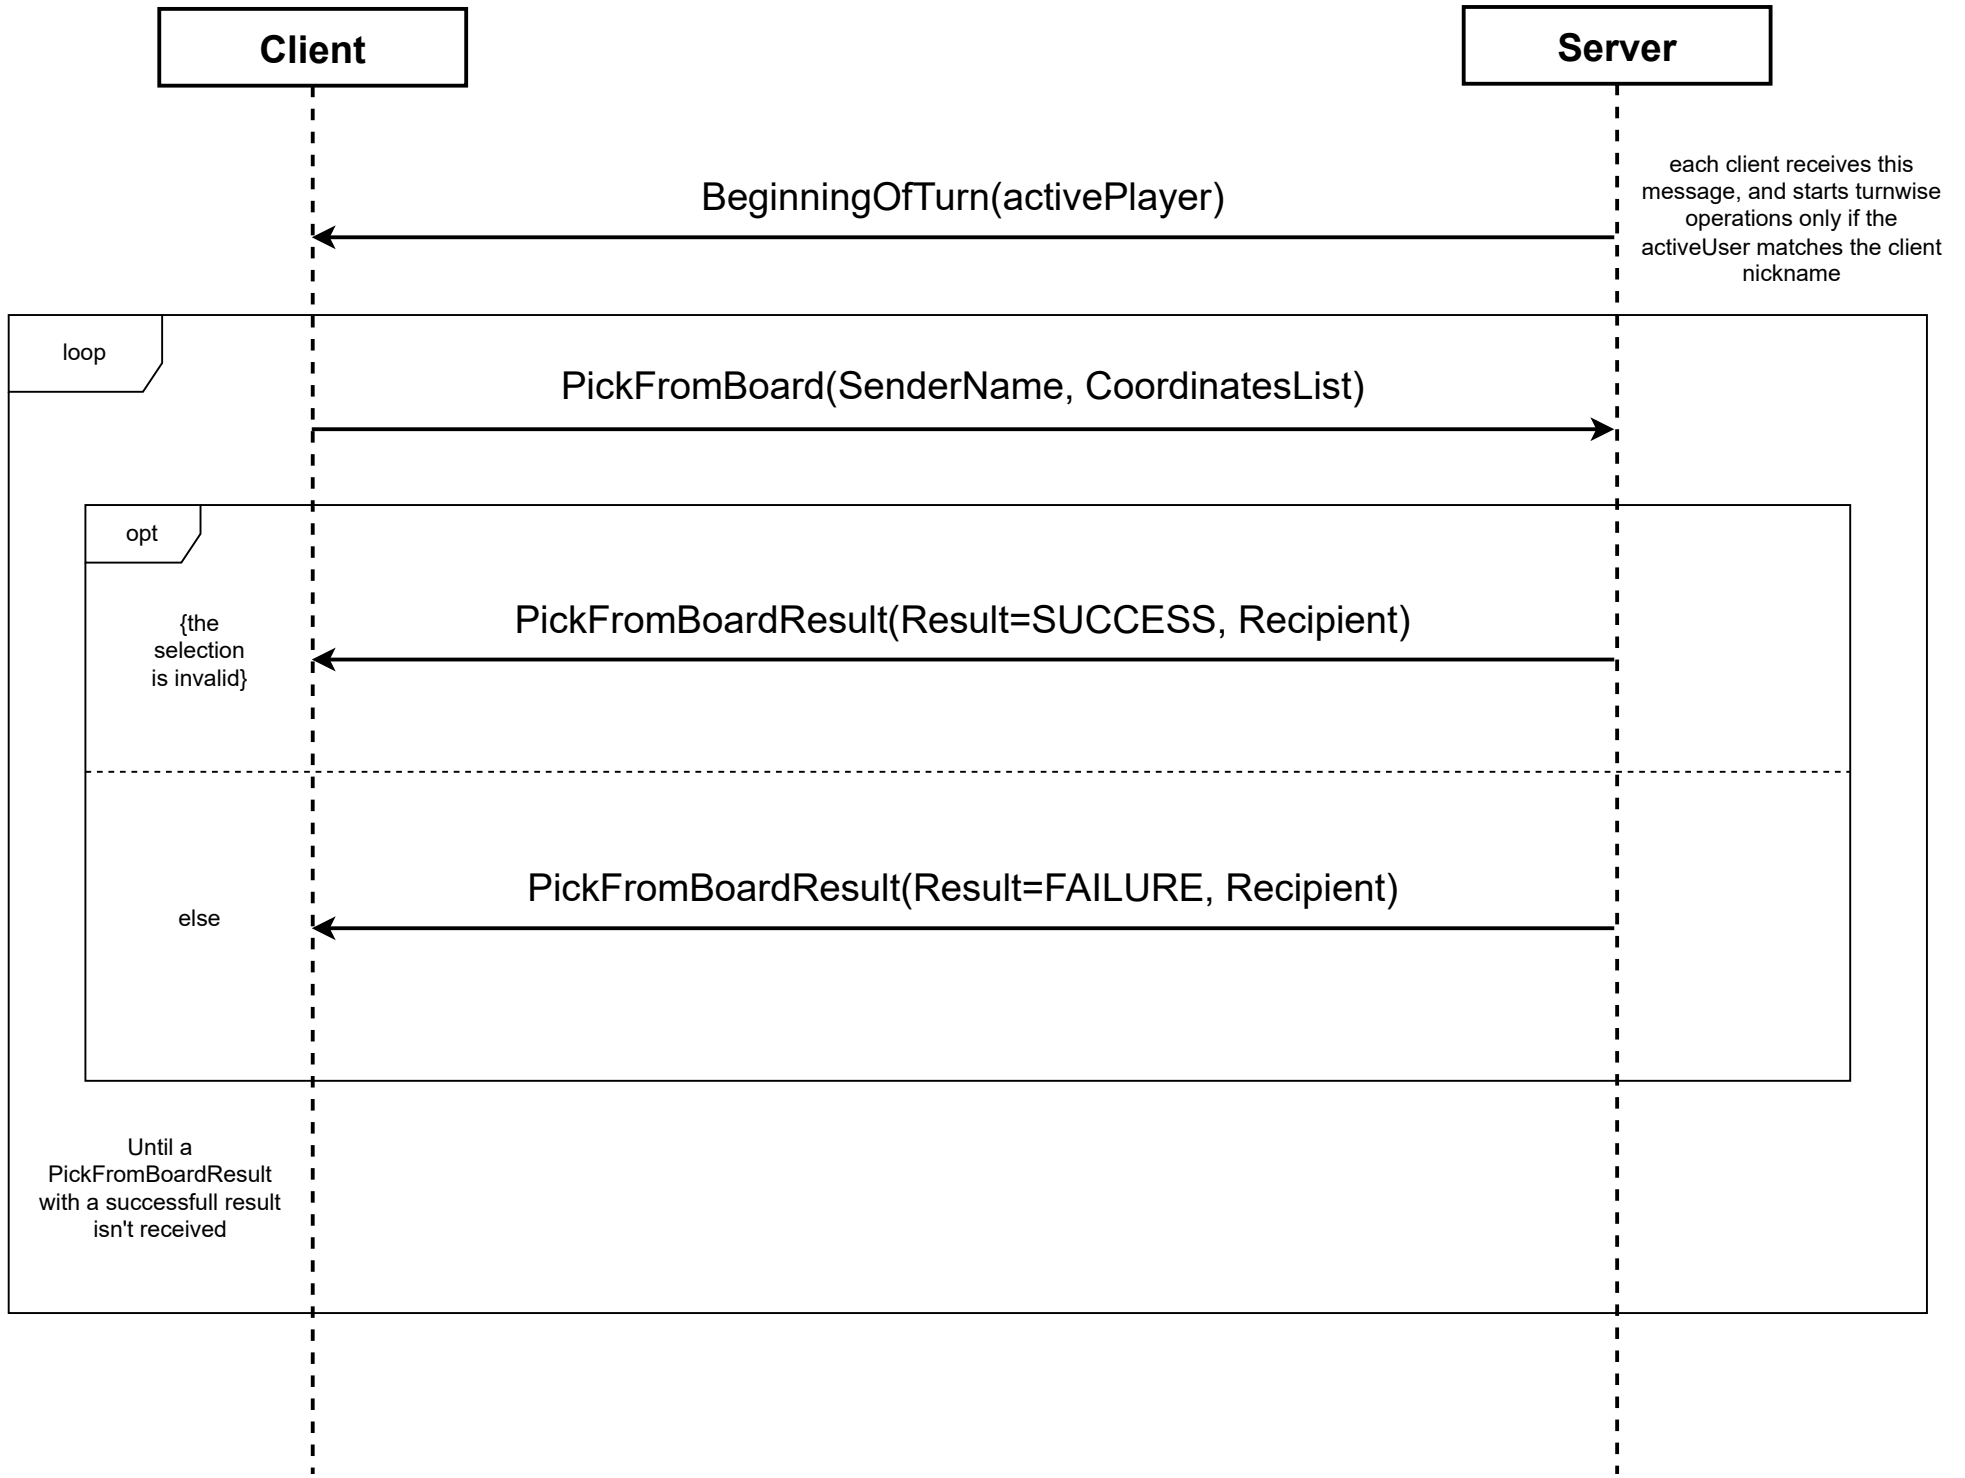 Client
Server
BeginningOfTurn(activePlayer)
each client receives this
message, and starts turnwise
operations only if the
activeUser matches the client
nickname
loop
PickFromBoard(SenderName, CoordinatesList)
opt
{the
selection
is invalid}
PickFromBoardResult(Result=SUCCESS, Recipient)
else
PickFromBoardResult(Result=FAILURE, Recipient)
Until a
PickFromBoardResult
with a successfull result
isn't received